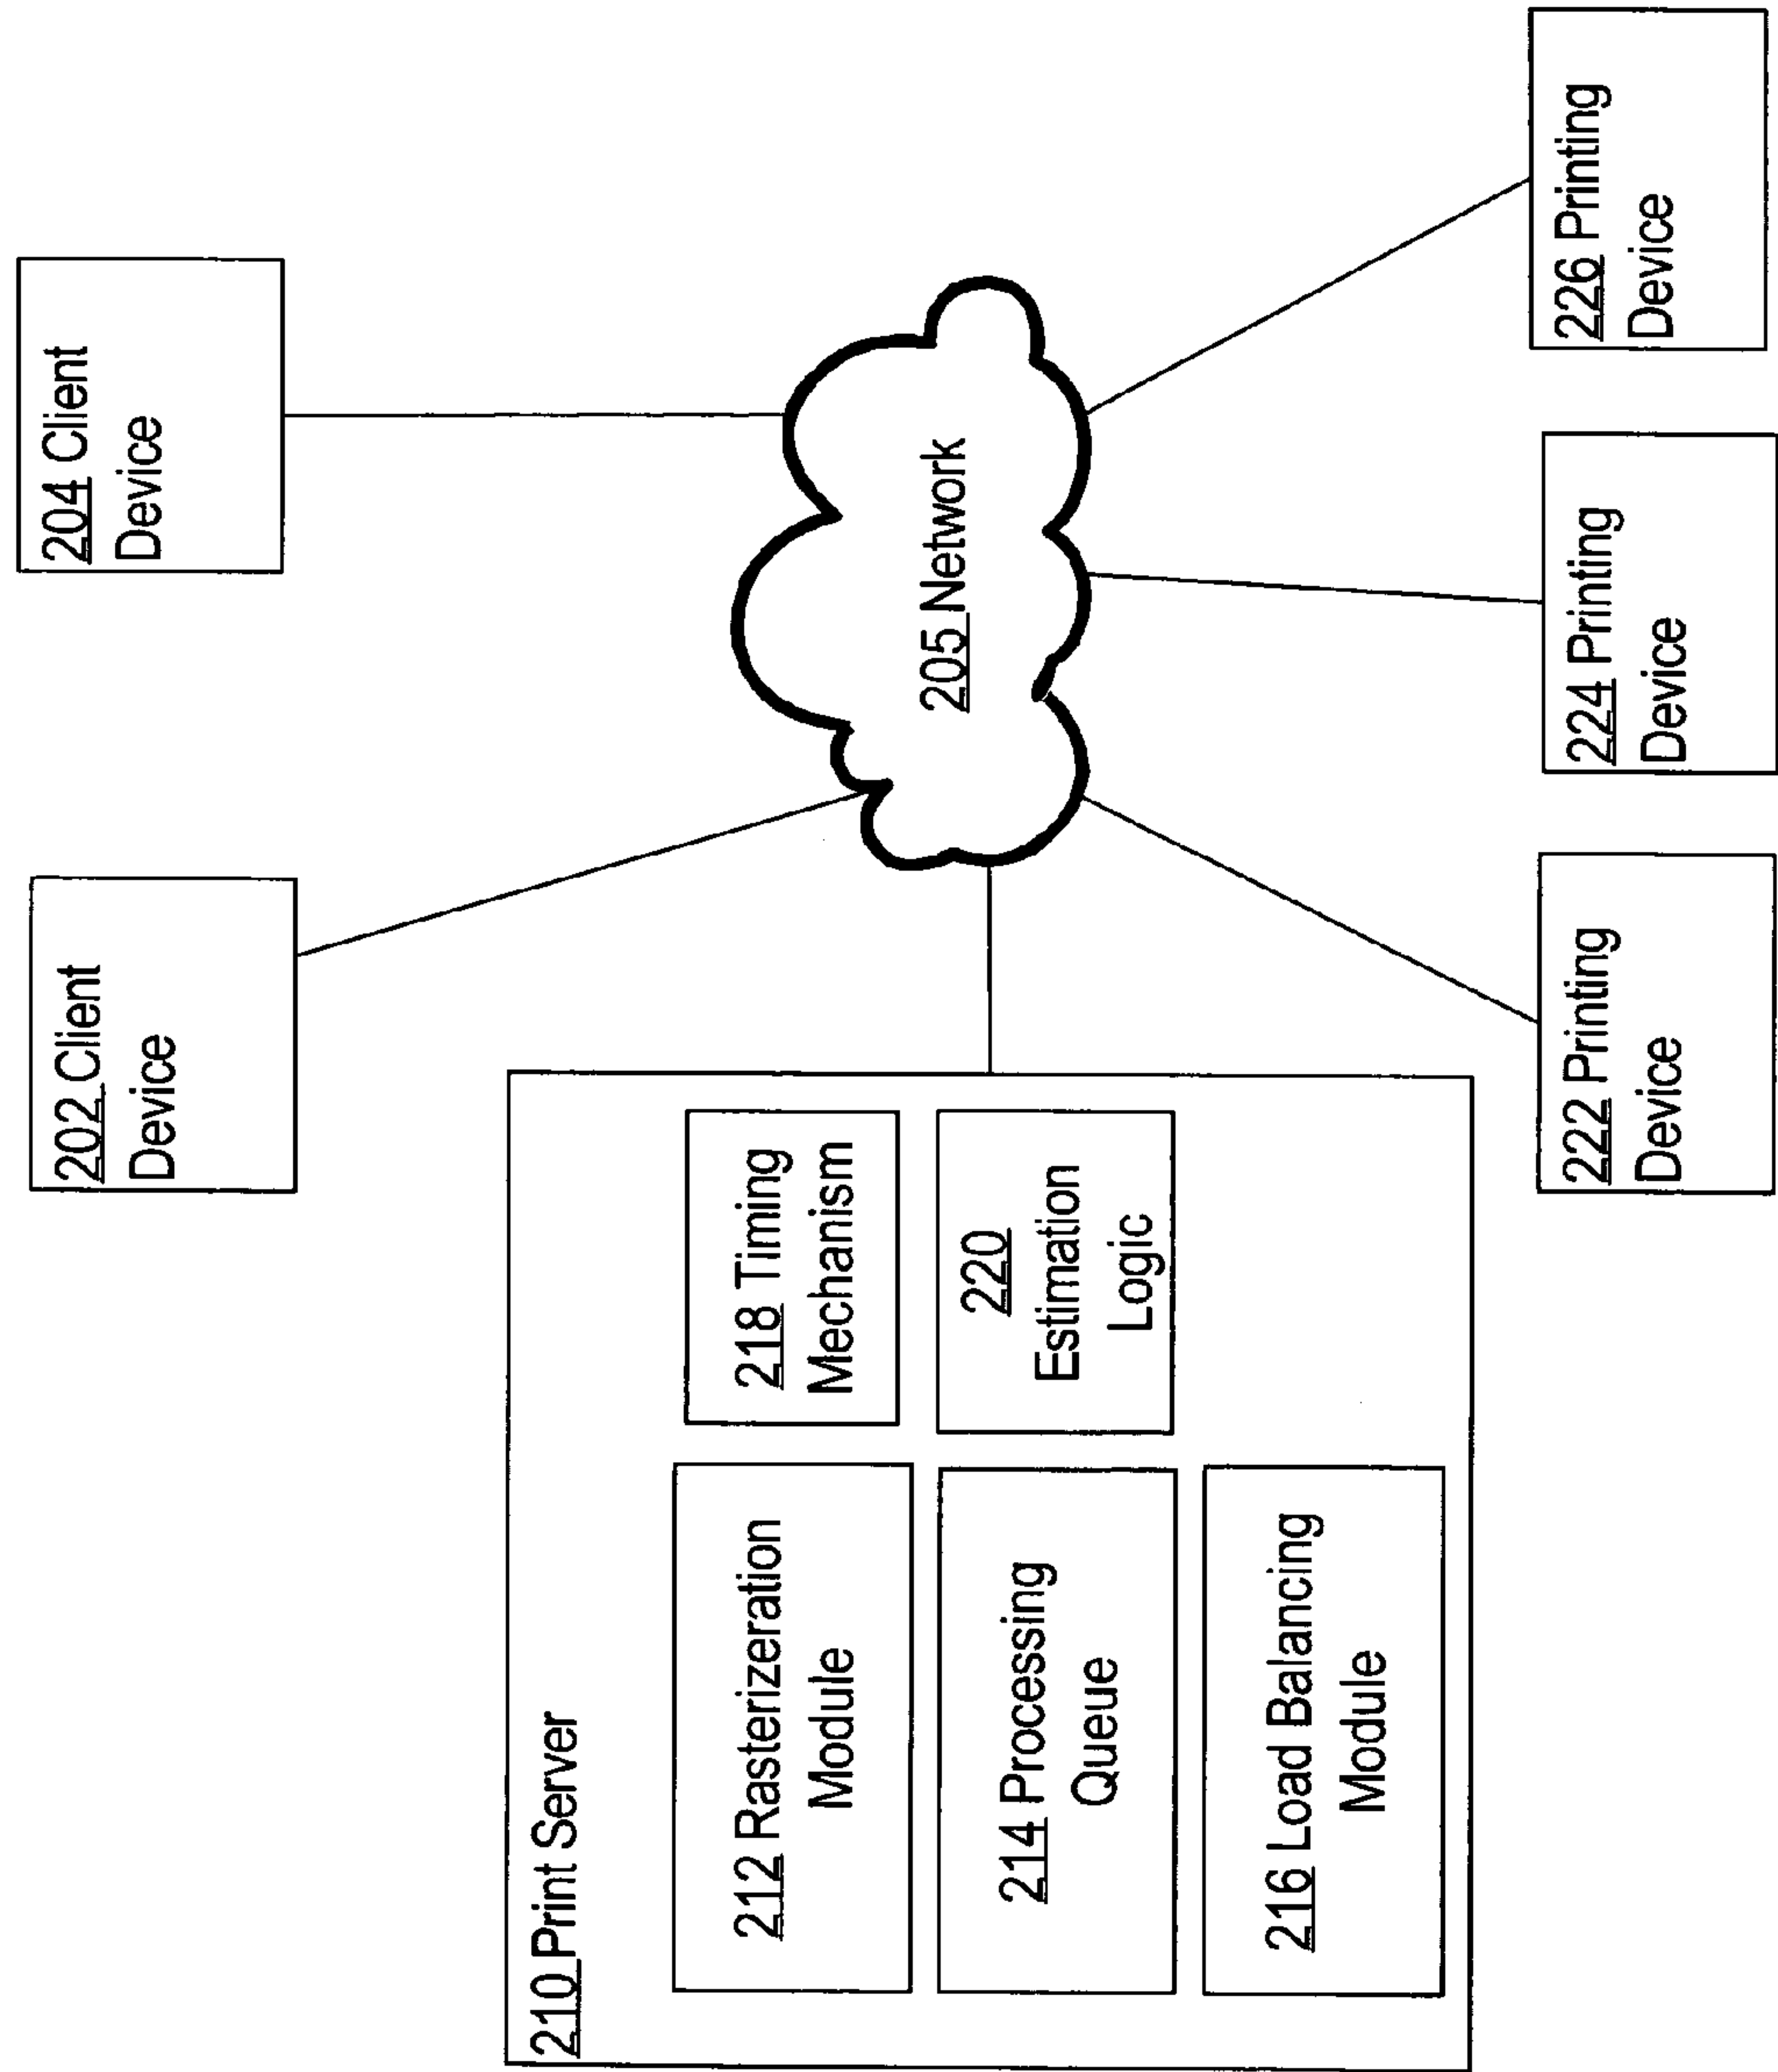 202 Client
Device
204 Client
Device
210 Print Server
212 Rasterizeration
Module
218 Timing
Mechanism
214 Processing
Queue
220
Estimation
Logic
216 Load Balancing
Module
205 Network
222 Printing
Device
224 Printing
Device
226 Printing
Device